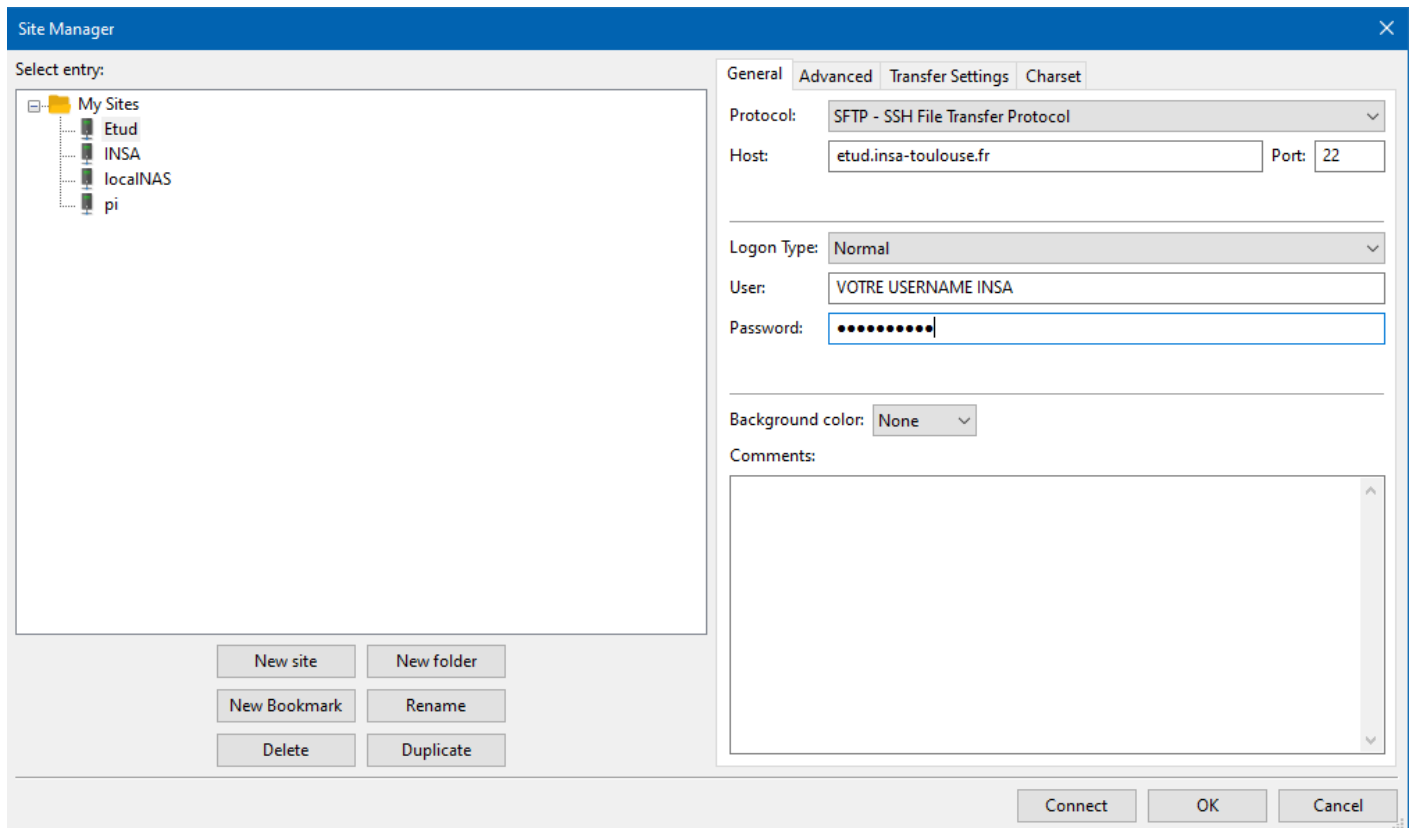 Site Manager
Select entry:
My Sites
Etud
INSA
localNAS
pi
New site
New folder
New Bookmark
Rename
Delete
Duplicate
General
Advanced
Transfer Settings
Charset
Protocol:
SFTP - SSH File Transfer Protocol
Host:
etud.insa-toulouse.fr
Port:
22
Logon Type:
Normal
User:
VOTRE USERNAME INSA
Password:
●●●●●●●●●●
Background color:
None
Comments:
Connect
OK
Cancel